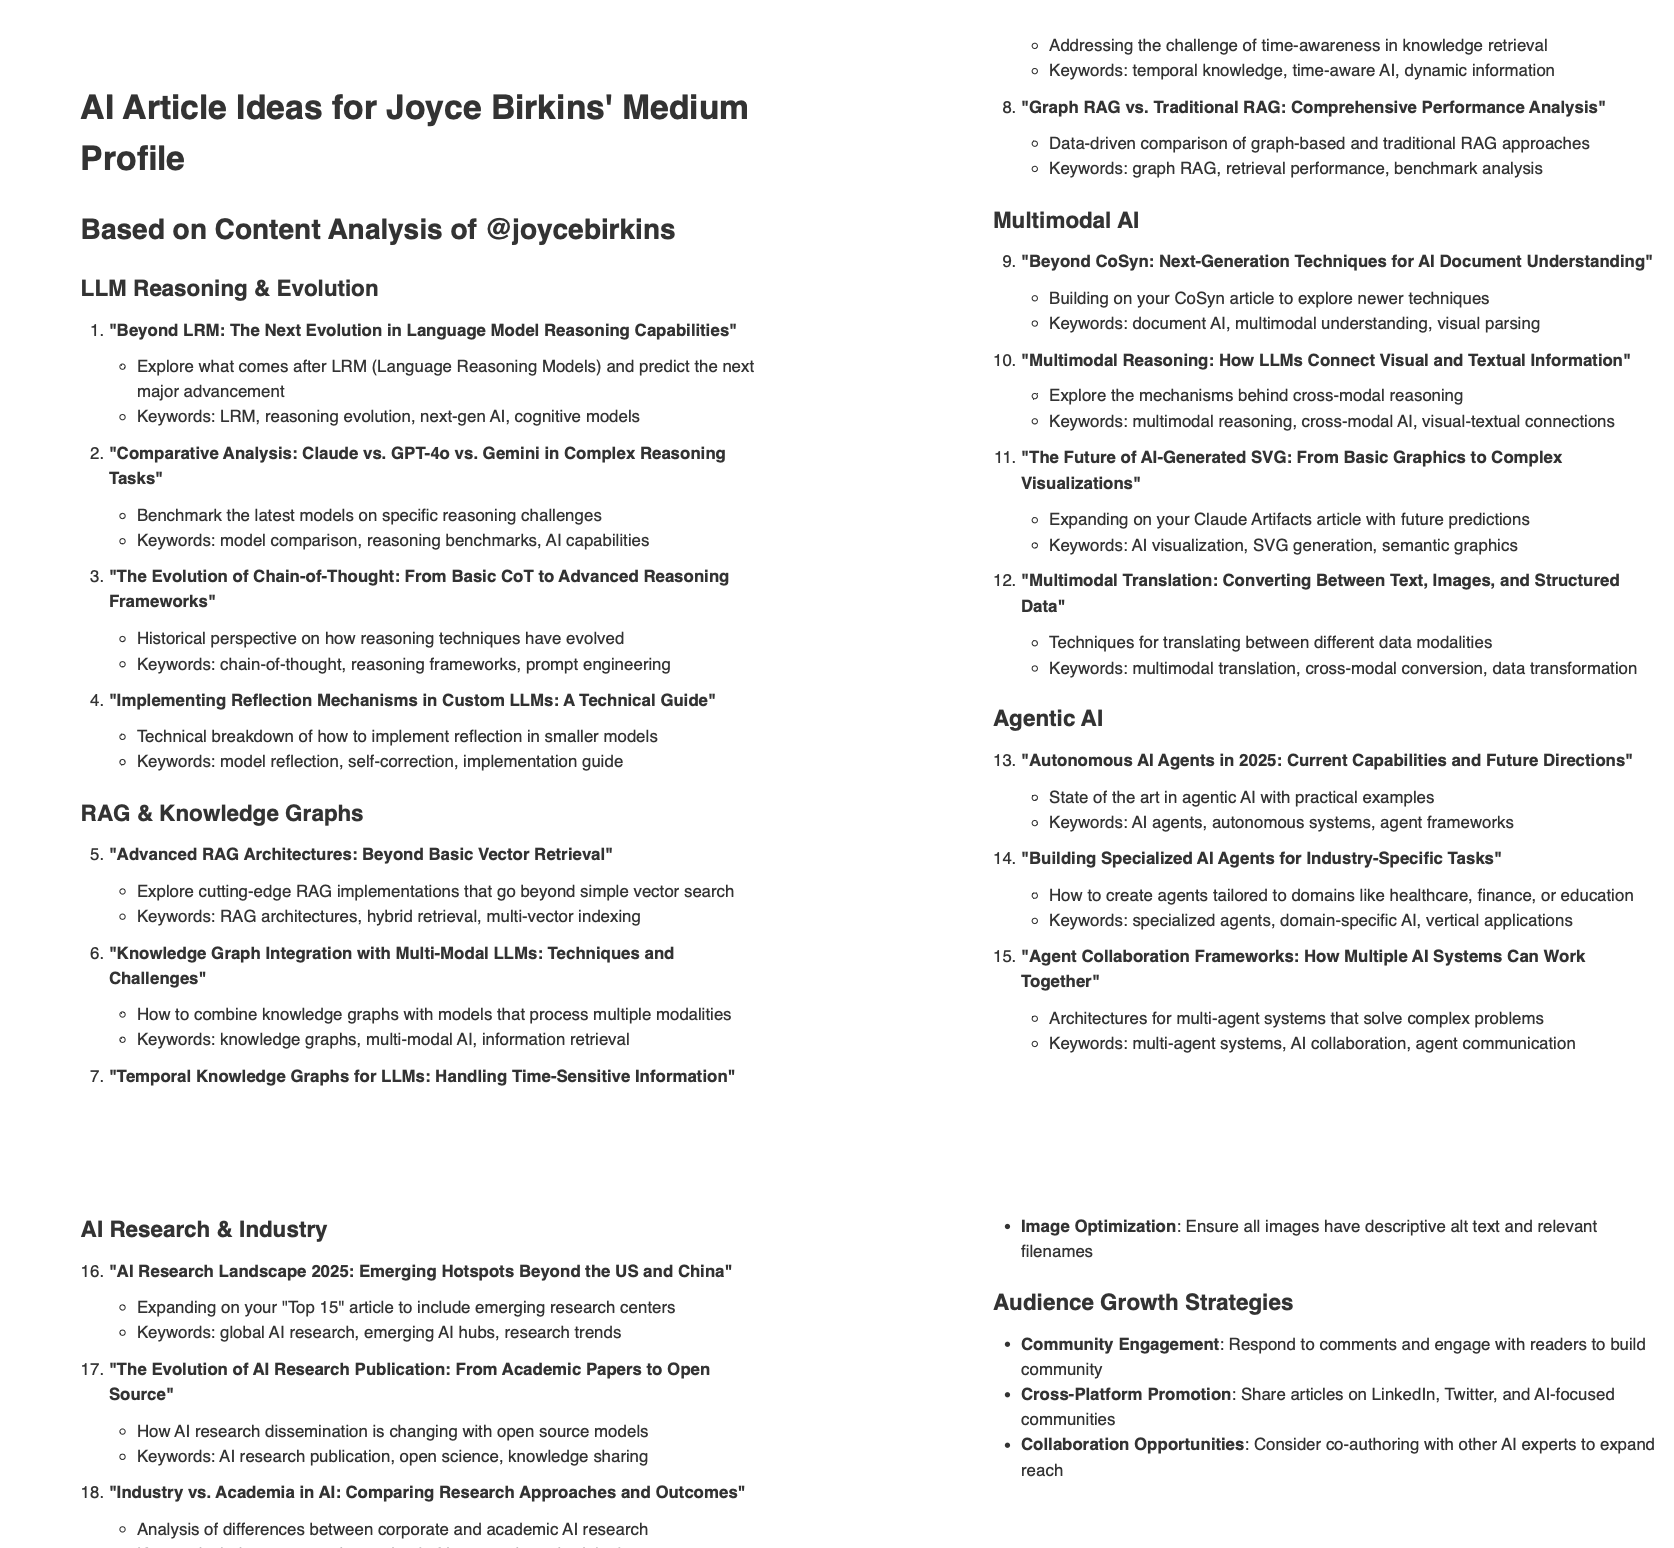 AI Article Ideas for Joyce Birkins' Medium
Profile
Based on Content Analysis of @joycebirkins
LLM Reasoning & Evolution
1. "Beyond LRM: The Next Evolution in Language Model Reasoning Capabilities"
◦ Explore what comes after LRM (Language Reasoning Models) and predict the next
major advancement
◦ Keywords: LRM, reasoning evolution, next-gen AI, cognitive models
2. "Comparative Analysis: Claude vs. GPT-4o vs. Gemini in Complex Reasoning
Tasks"
◦ Benchmark the latest models on specific reasoning challenges
◦ Keywords: model comparison, reasoning benchmarks, AI capabilities
3. "The Evolution of Chain-of-Thought: From Basic CoT to Advanced Reasoning
Frameworks"
◦ Historical perspective on how reasoning techniques have evolved
◦ Keywords: chain-of-thought, reasoning frameworks, prompt engineering
4. "Implementing Reflection Mechanisms in Custom LLMs: A Technical Guide"
◦ Technical breakdown of how to implement reflection in smaller models
◦ Keywords: model reflection, self-correction, implementation guide
RAG & Knowledge Graphs
5. "Advanced RAG Architectures: Beyond Basic Vector Retrieval"
◦ Explore cutting-edge RAG implementations that go beyond simple vector search
◦ Keywords: RAG architectures, hybrid retrieval, multi-vector indexing
6. "Knowledge Graph Integration with Multi-Modal LLMs: Techniques and
Challenges"
◦ How to combine knowledge graphs with models that process multiple modalities
◦ Keywords: knowledge graphs, multi-modal AI, information retrieval
7. "Temporal Knowledge Graphs for LLMs: Handling Time-Sensitive Information"
◦ Addressing the challenge of time-awareness in knowledge retrieval
◦ Keywords: temporal knowledge, time-aware AI, dynamic information
8. "Graph RAG vs. Traditional RAG: Comprehensive Performance Analysis"
◦ Data-driven comparison of graph-based and traditional RAG approaches
◦ Keywords: graph RAG, retrieval performance, benchmark analysis
Multimodal AI
9. "Beyond CoSyn: Next-Generation Techniques for AI Document Understanding"
◦ Building on your CoSyn article to explore newer techniques
◦ Keywords: document AI, multimodal understanding, visual parsing
10. "Multimodal Reasoning: How LLMs Connect Visual and Textual Information"
◦ Explore the mechanisms behind cross-modal reasoning
◦ Keywords: multimodal reasoning, cross-modal AI, visual-textual connections
11. "The Future of AI-Generated SVG: From Basic Graphics to Complex
Visualizations"
◦ Expanding on your Claude Artifacts article with future predictions
◦ Keywords: AI visualization, SVG generation, semantic graphics
12. "Multimodal Translation: Converting Between Text, Images, and Structured
Data"
◦ Techniques for translating between different data modalities
◦ Keywords: multimodal translation, cross-modal conversion, data transformation
Agentic AI
13. "Autonomous AI Agents in 2025: Current Capabilities and Future Directions"
◦ State of the art in agentic AI with practical examples
◦ Keywords: AI agents, autonomous systems, agent frameworks
14. "Building Specialized AI Agents for Industry-Specific Tasks"
◦ How to create agents tailored to domains like healthcare, finance, or education
◦ Keywords: specialized agents, domain-specific AI, vertical applications
15. "Agent Collaboration Frameworks: How Multiple AI Systems Can Work
Together"
◦ Architectures for multi-agent systems that solve complex problems
◦ Keywords: multi-agent systems, AI collaboration, agent communication
AI Research & Industry
16. "AI Research Landscape 2025: Emerging Hotspots Beyond the US and China"
◦ Expanding on your "Top 15" article to include emerging research centers
◦ Keywords: global AI research, emerging AI hubs, research trends
17. "The Evolution of AI Research Publication: From Academic Papers to Open
Source"
◦ How AI research dissemination is changing with open source models
◦ Keywords: AI research publication, open science, knowledge sharing
18. "Industry vs. Academia in AI: Comparing Research Approaches and Outcomes"
◦ Analysis of differences between corporate and academic AI research
• Image Optimization: Ensure all images have descriptive alt text and relevant
filenames
Audience Growth Strategies
• Community Engagement: Respond to comments and engage with readers to build
community
• Cross-Platform Promotion: Share articles on LinkedIn, Twitter, and AI-focused
communities
• Collaboration Opportunities: Consider co-authoring with other AI experts to expand
reach